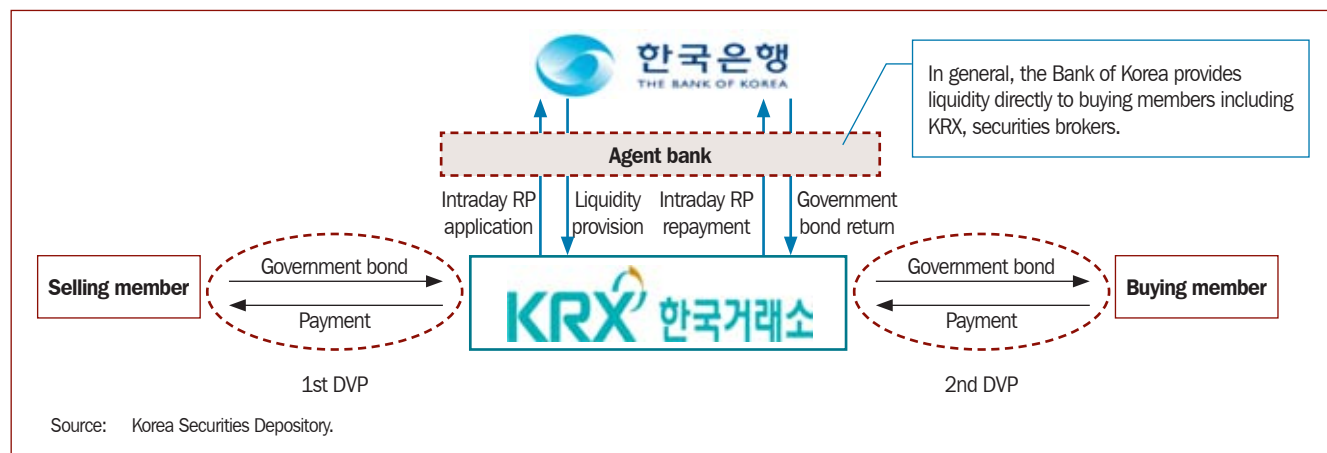 한국은행
THE BANK OF KOREA
In general, the Bank of Korea provides
liquidity directly to buying members including
KRX, securities brokers.
Agent bank
Intraday RP
application
Liquidity
provision
Intraday RP
repayment
Government
bond return
Selling member
Government bond
Payment
KRX 한국거래소
Government bond
Payment
Buying member
1st DVP
2nd DVP
Source: Korea Securities Depository.